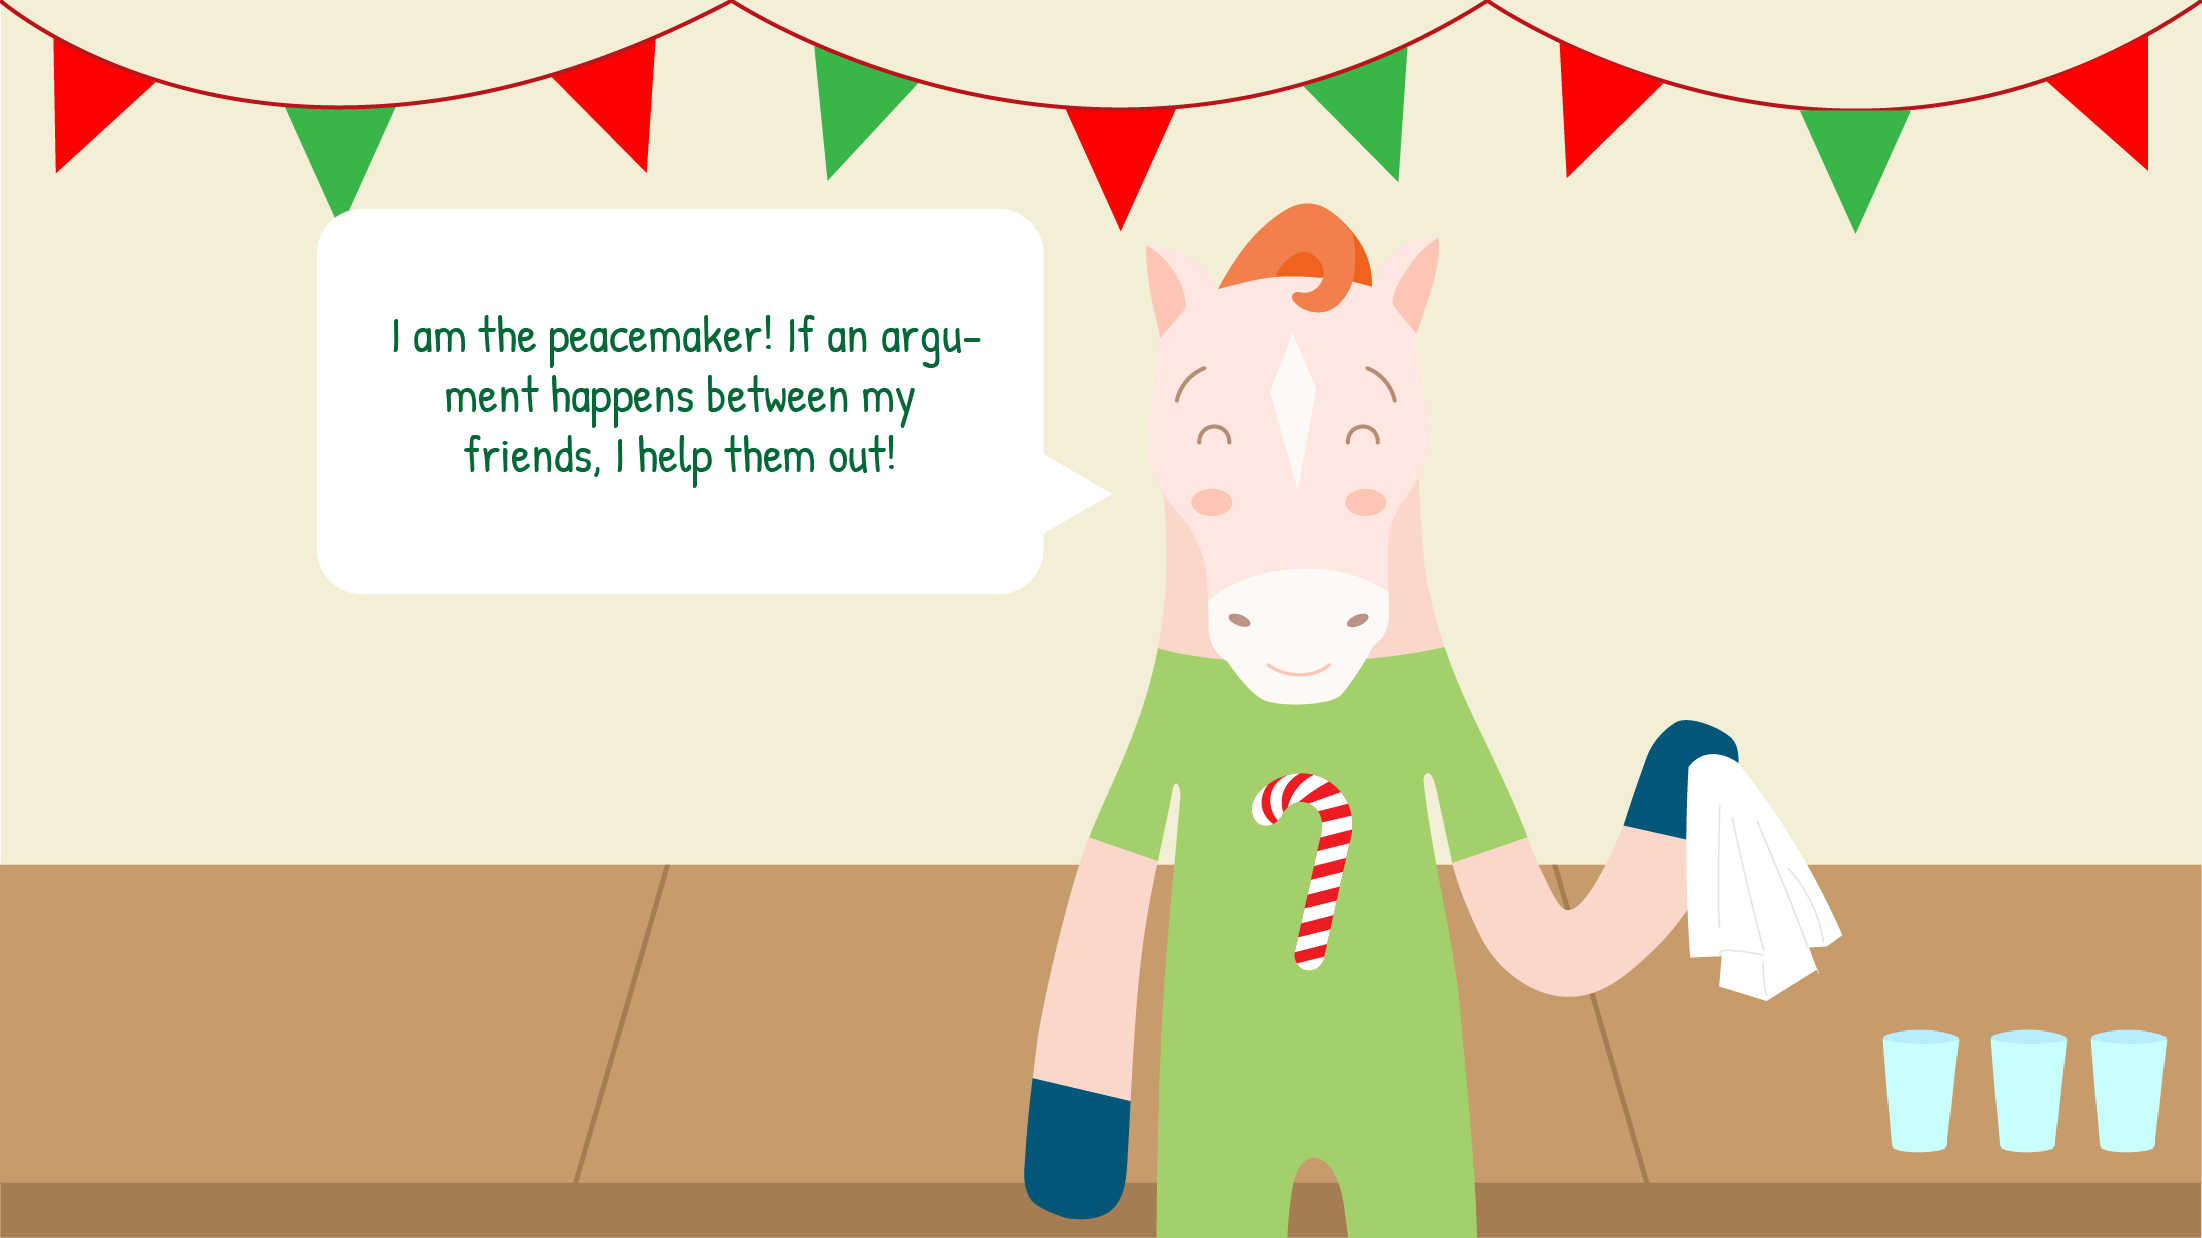 I am the peacemaker! If an argu-
ment happens between my
friends, I help them out!